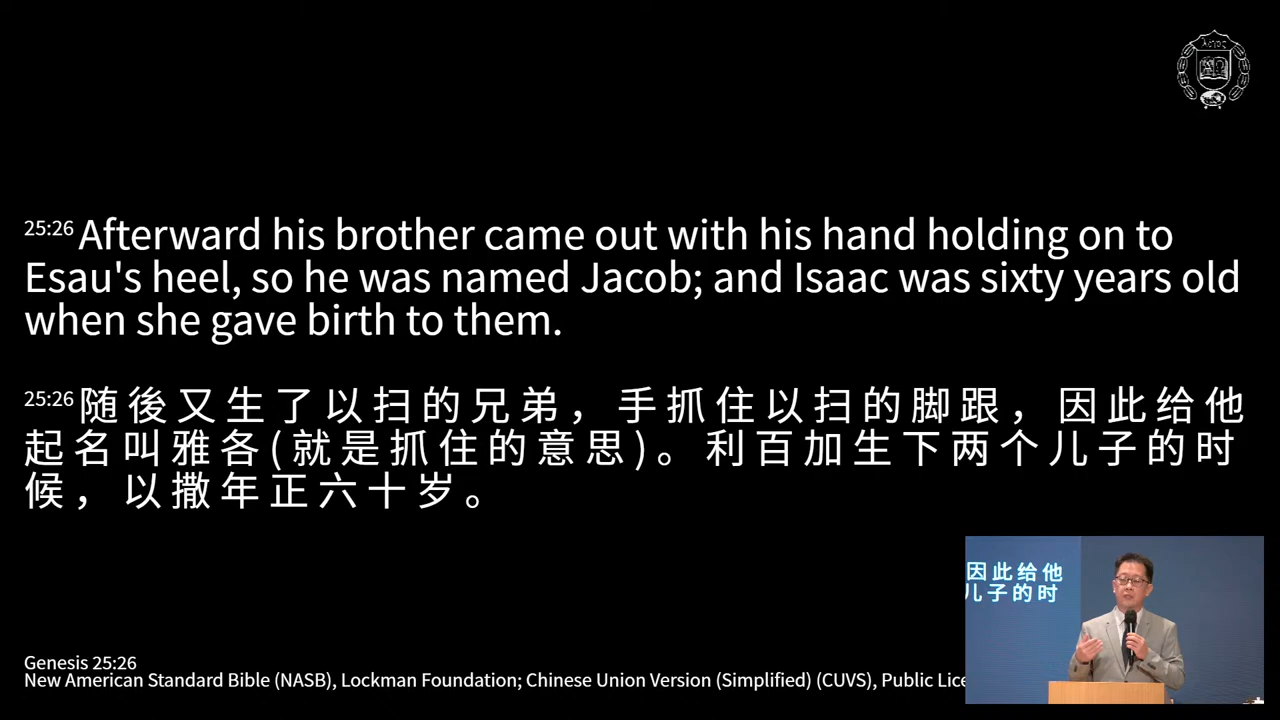 λόγος
25:26 Afterward his brother came out with his hand holding on to
Esau's heel, so he was named Jacob; and Isaac was sixty years old
when she gave birth to them.
25:26 随後又生了以扫的兄弟，手抓住以扫的脚跟，因此给他
起名叫雅各(就是抓住的意思)。利百加生下两个儿子的时
候，以撒年正六十岁。
因此给他
儿子的时
Genesis 25:26
New American Standard Bible (NASB), Lockman Foundation; Chinese Union Version (Simplified) (CUVS), Public Lice